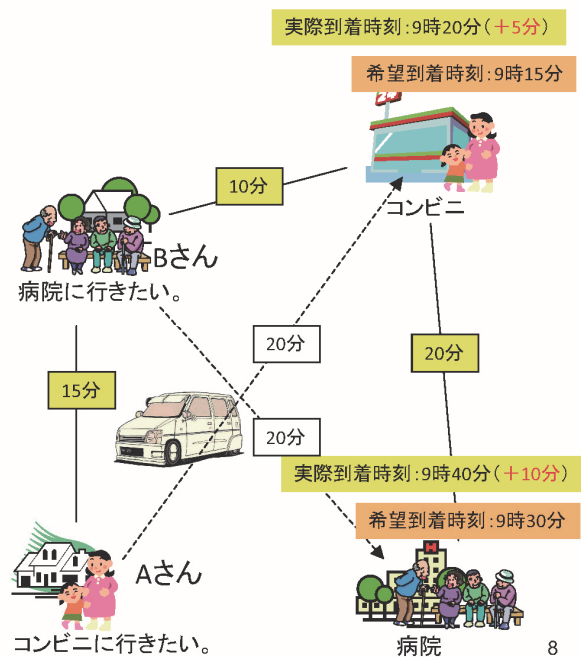 実際到着時刻：9時20分（＋5分）
希望到着時刻：9時15分
コンビニ
10分
Bさん
病院に行きたい。
20分
20分
15分
20分
実際到着時刻：9時40分（＋10分）
希望到着時刻：9時30分
H
Aさん
コンビニに行きたい。
病院
8